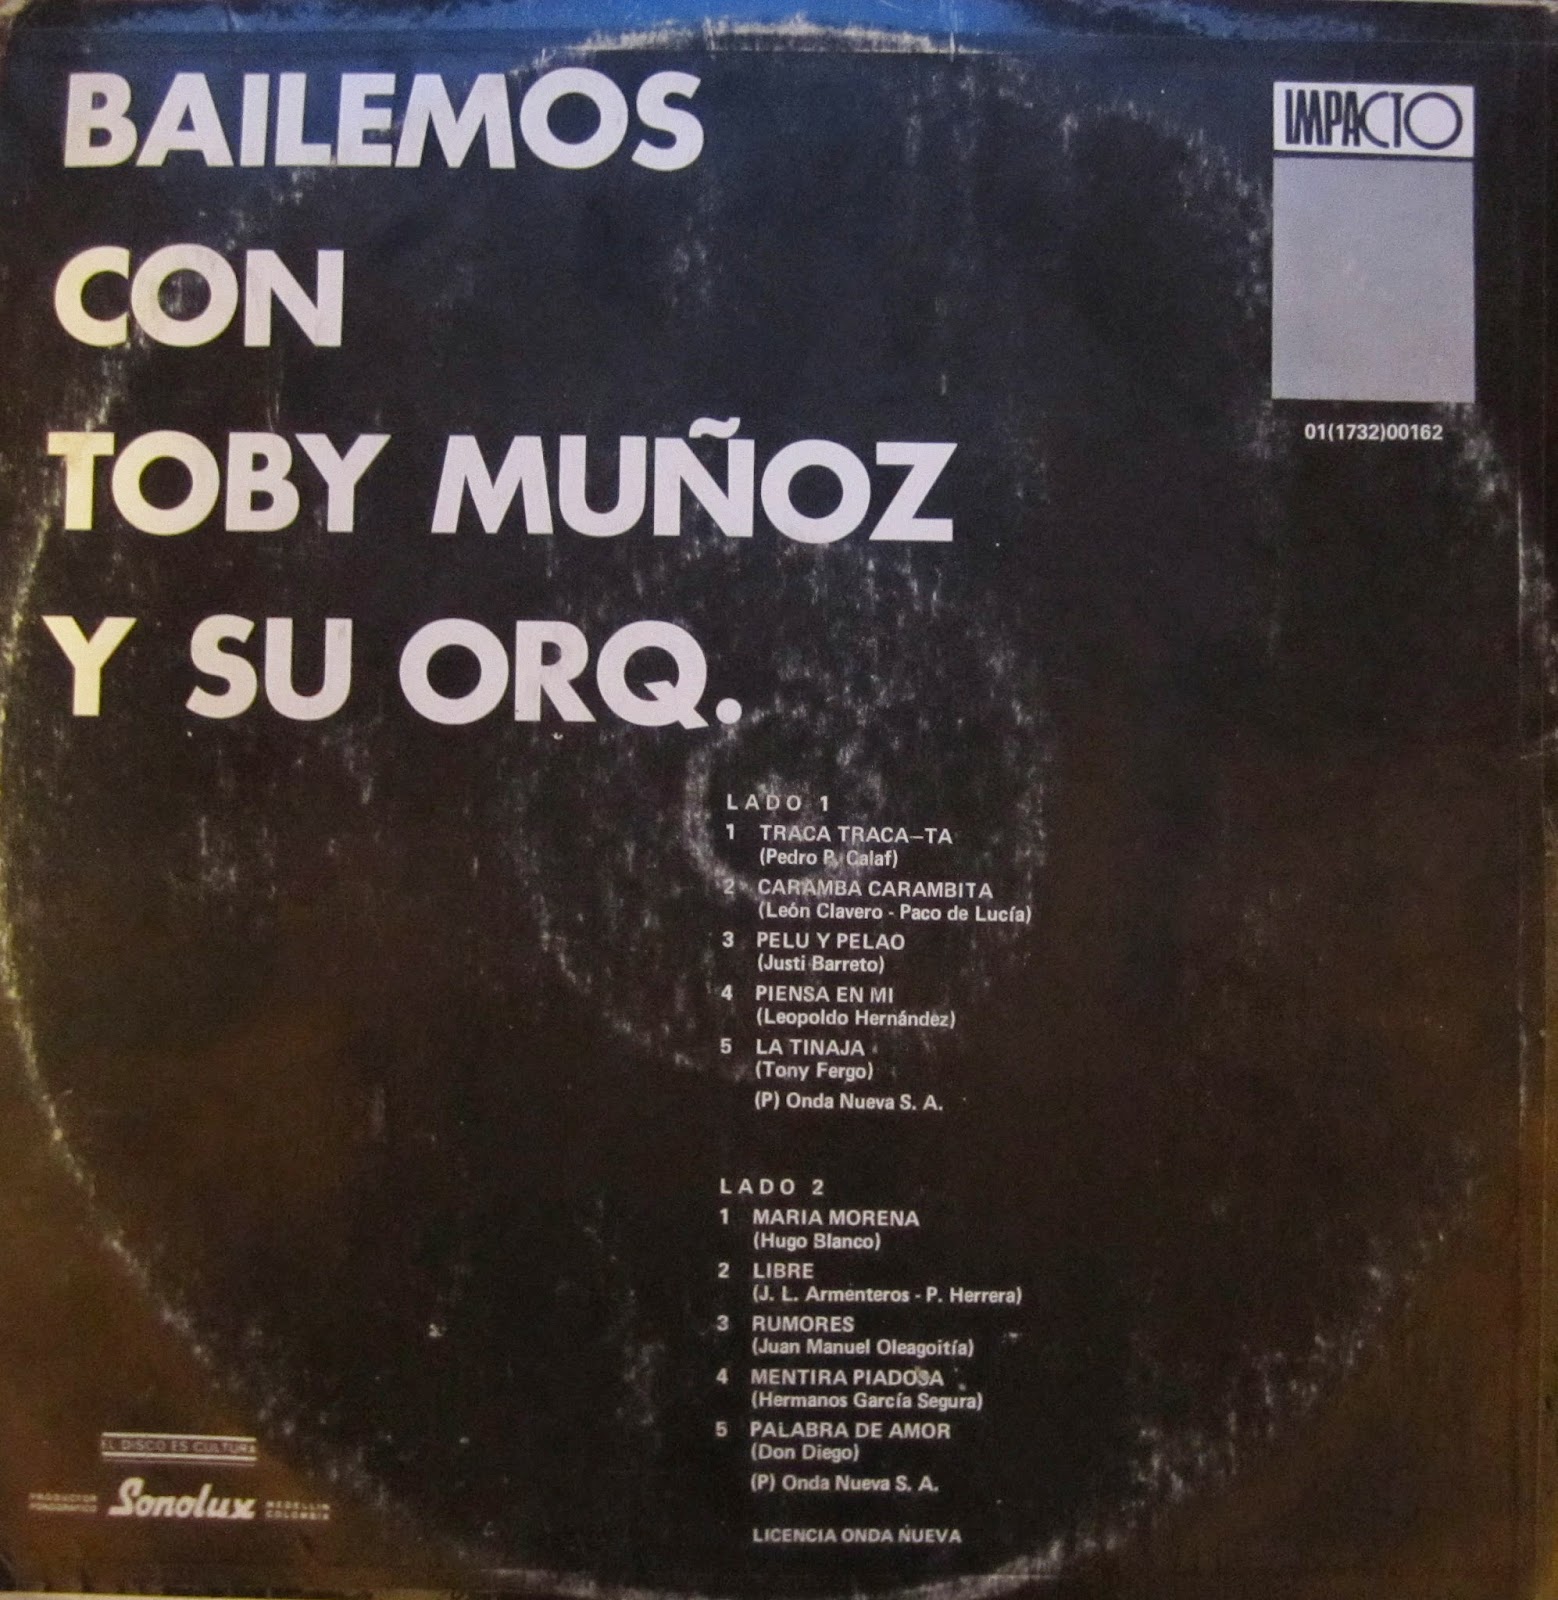 BAILEMOS
CON
TOBY MUÑOZ
Y SU ORQ.
IMPACTO
01(1732)00162
LADO 1
1 TRACA TRACA-TA
(Pedro P. Calaf)
2 CARAMBA CARAMBITA
(León Clavero - Paco de Lucía)
3 PELU Y PELAO
(Justi Barreto)
4 PIENSA EN MI
(Leopoldo Hernández)
5 LA TINAJA
(Tony Fergo)
(P) Onda Nueva S. A.
LADO 2
1 MARIA MORENA
(Hugo Blanco)
2 LIBRE
(J. L. Armenteros - P. Herrera)
3 RUMORES
(Juan Manuel Oleagoitía)
4 MENTIRA PIADOSA
(Hermanos García Segura)
5 PALABRA DE AMOR
(Don Diego)
(P) Onda Nueva S. A.
LICENCIA ONDA NUEVA
EL DISCO ES CULTURA
PRODUCTOR
FONOGRAFICO
Sonolux
MEDELLIN
COLOMBIA